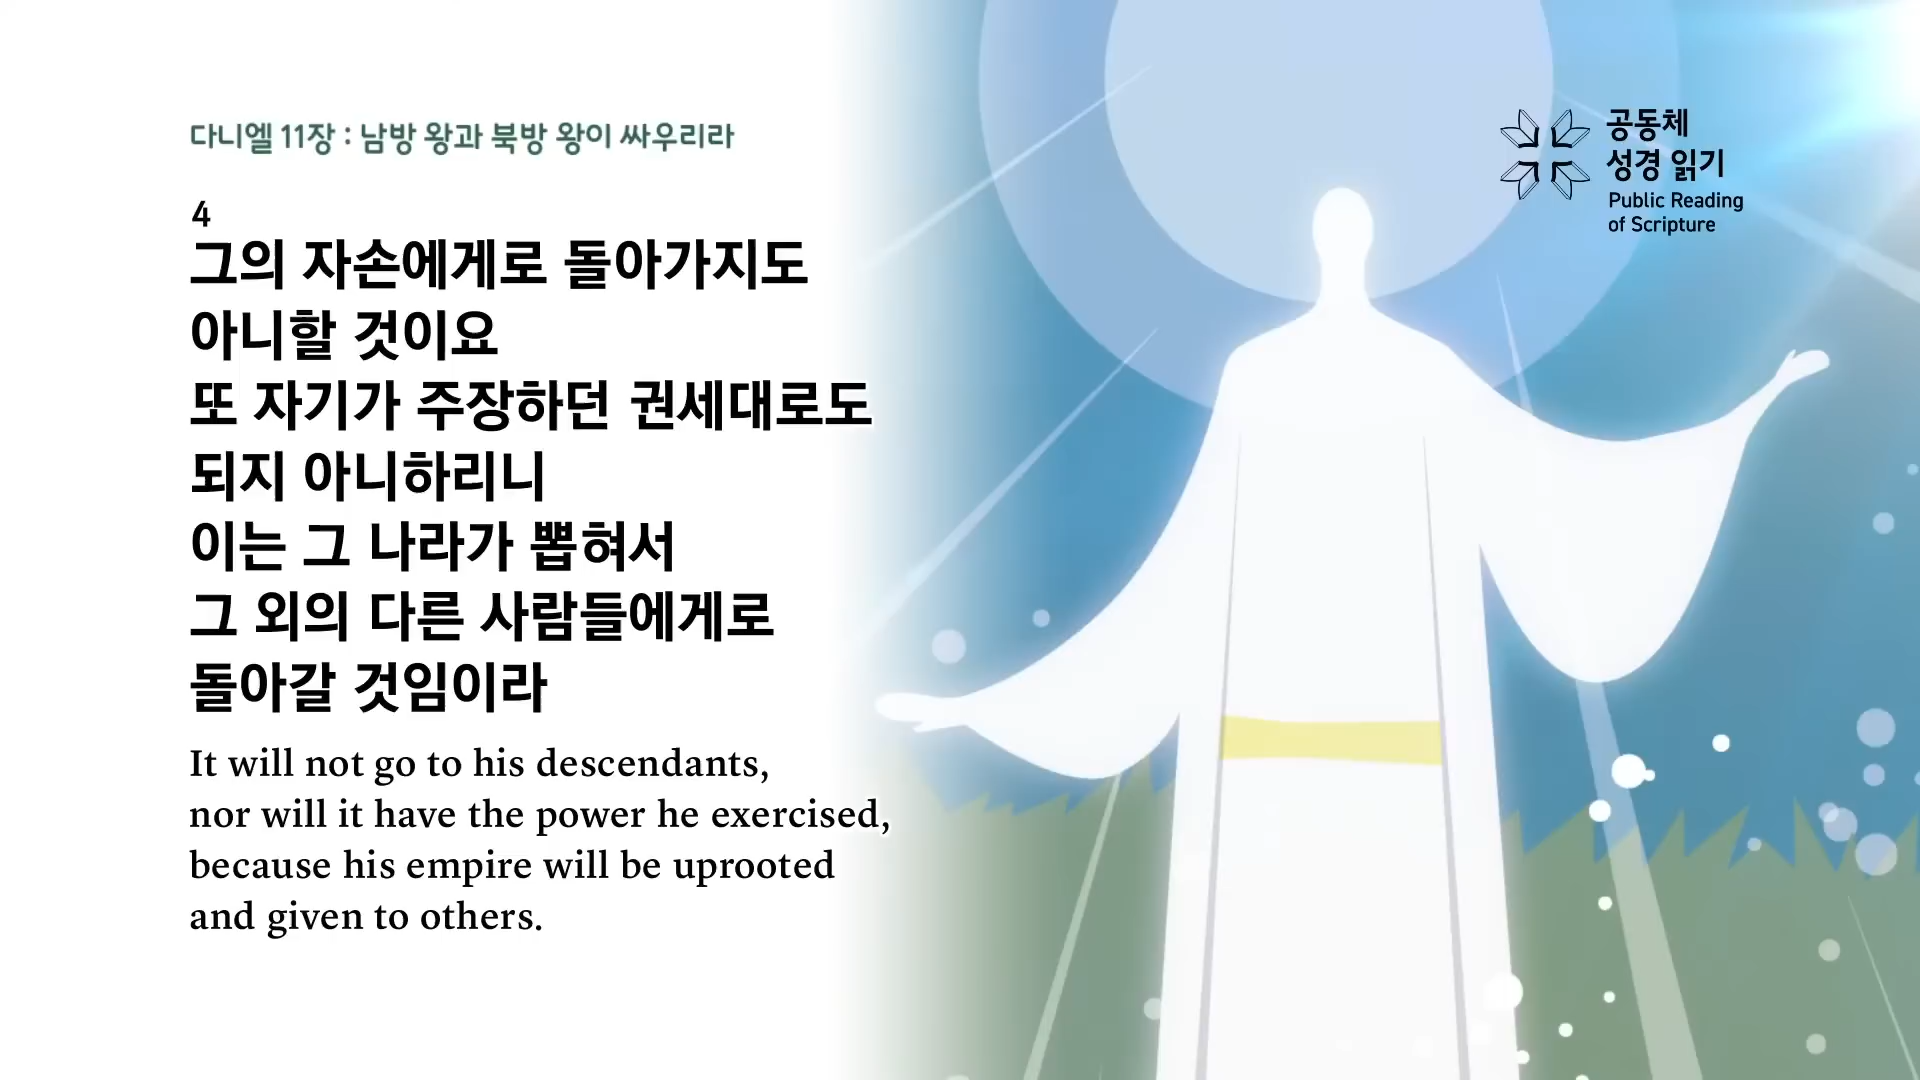 다니엘 11장 : 남방 왕과 북방 왕이 싸우리라
4
그의 자손에게로 돌아가지도
아니할 것이요
또 자기가 주장하던 권세대로도
되지 아니하리니
이는 그 나라가 뽑혀서
그 외의 다른 사람들에게로
돌아갈 것임이라
It will not go to his descendants,
nor will it have the power he exercised,
because his empire will be uprooted
and given to others.
공동체
성경 읽기
Public Reading
of Scripture